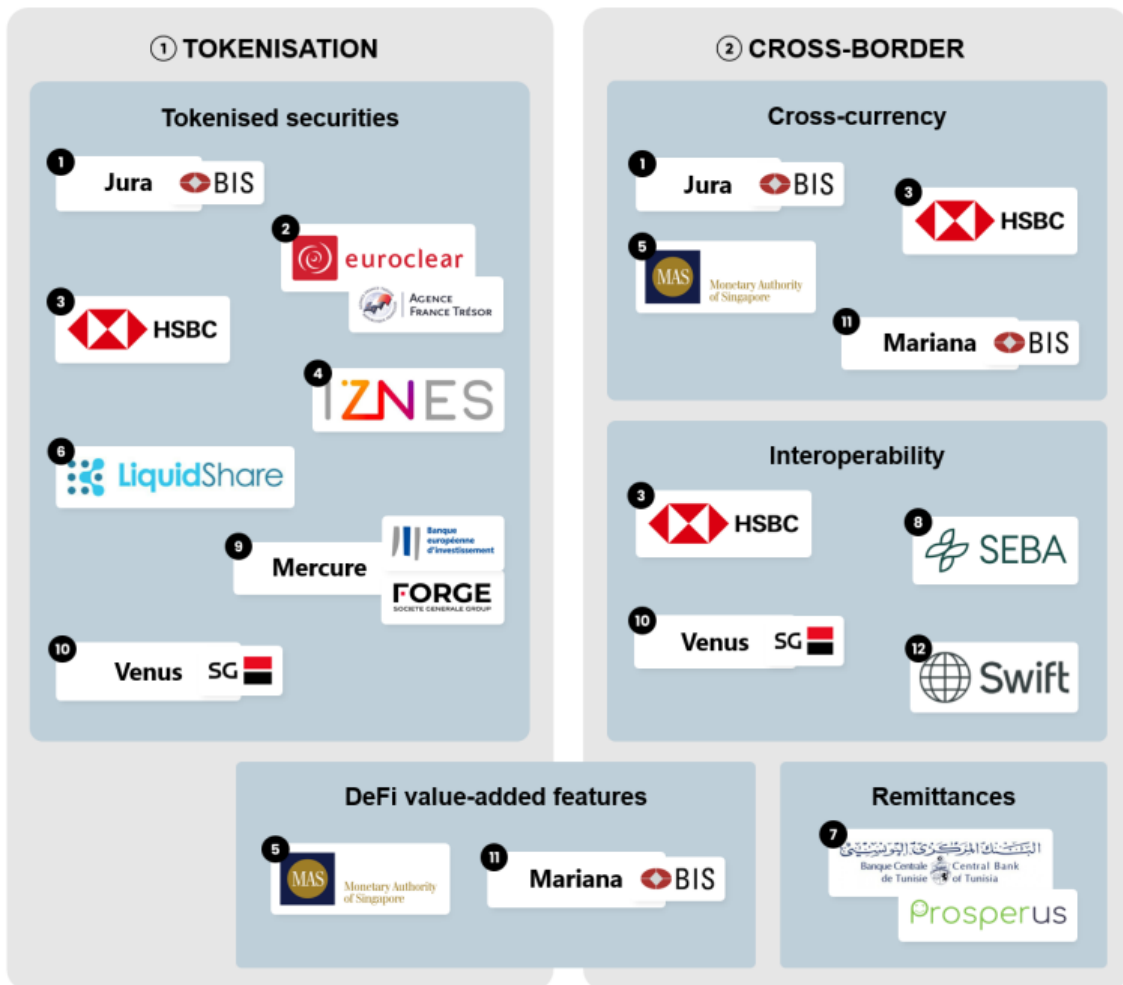 ① TOKENISATION
Tokenised securities
1
Jura BIS
2
euroclear
AGENCE
FRANCE TRÉSOR
3
HSBC
4
IZNES
6
LiquidShare
9
Mercure
Banque
européenne
d'investissement
FORGE
SOCIETE GENERALE GROUP
10
Venus SG
② CROSS-BORDER
Cross-currency
1
Jura BIS
3
HSBC
5
MAS
Monetary Authority
of Singapore
11
Mariana BIS
Interoperability
3
HSBC
8
SEBA
10
Venus SG
12
Swift
DeFi value-added features
5
MAS
Monetary Authority
of Singapore
11
Mariana BIS
Remittances
7
البنك المركزي التونسي
Banque Centrale Central Bank
de Tunisie of Tunisia
Prosperus